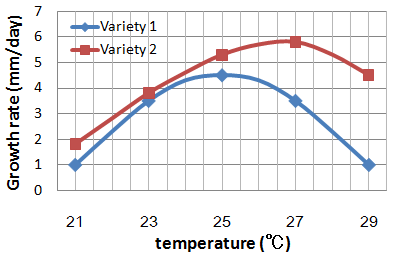 Growth rate (mm/day)
7
6
5
4
3
2
1
0
Variety 1
Variety 2
21 23 25 27 29
temperature (℃)